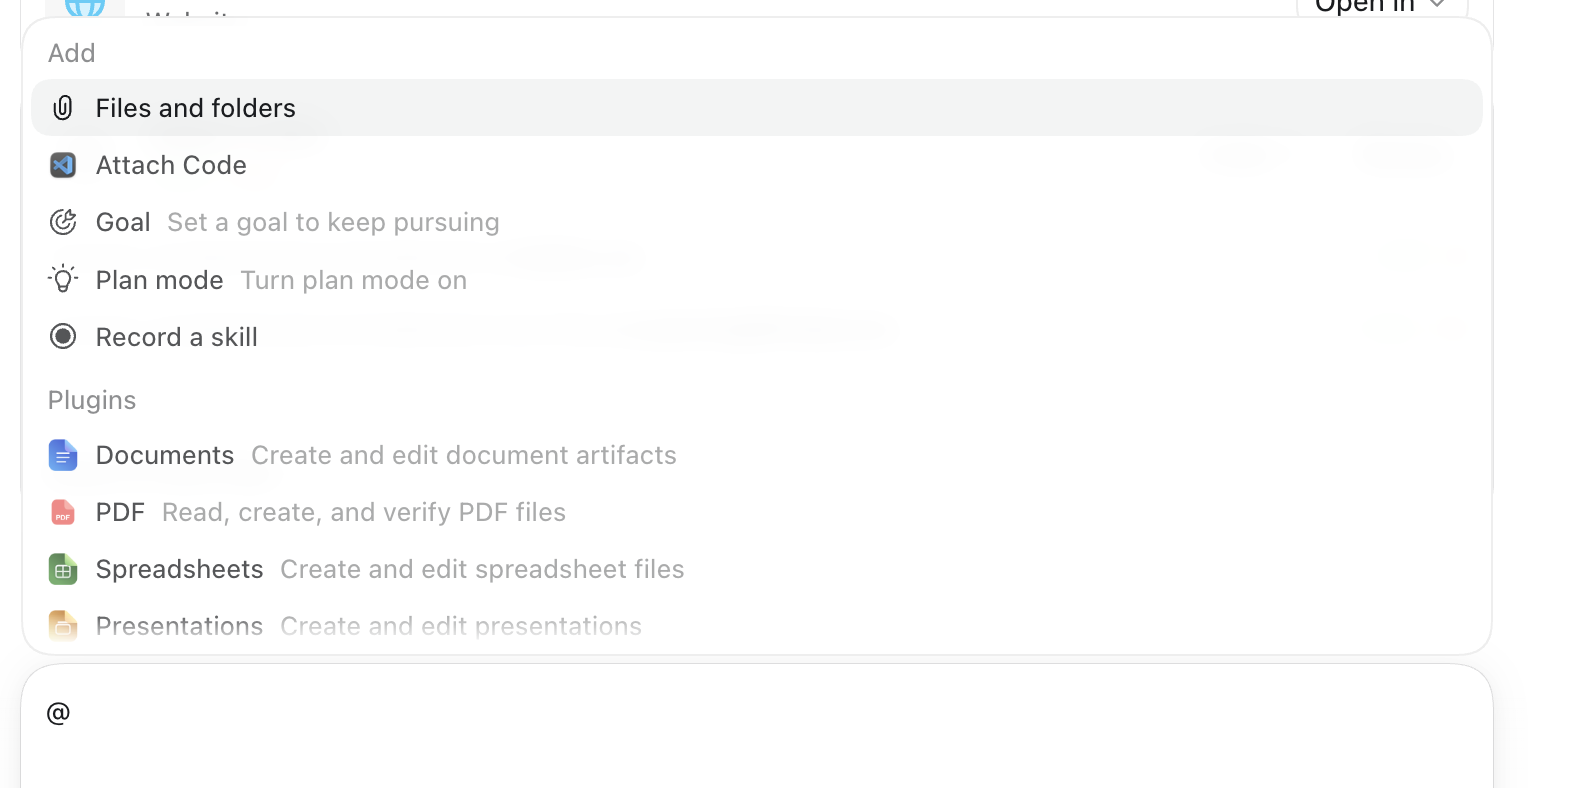 Open in
Add
Files and folders
Attach Code
Goal Set a goal to keep pursuing
Plan mode Turn plan mode on
Record a skill
Plugins
Documents Create and edit document artifacts
PDF Read, create, and verify PDF files
Spreadsheets Create and edit spreadsheet files
Presentations Create and edit presentations
@